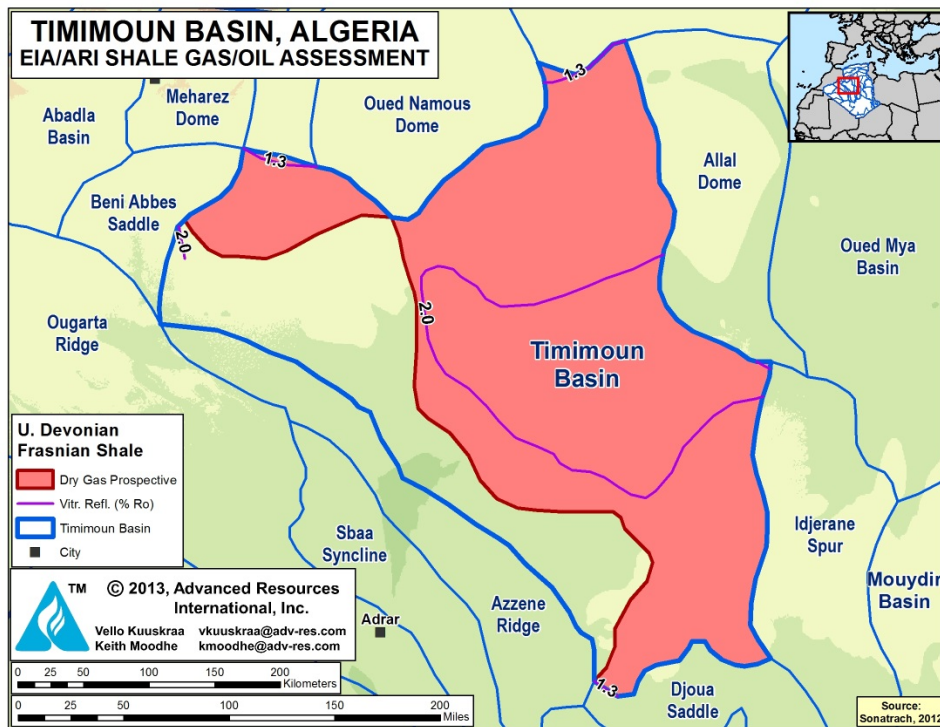 TIMIMOUN BASIN, ALGERIA
EIA/ARI SHALE GAS/OIL ASSESSMENT
Meharez
Dome
Abadla
Basin
Oued Namous
Dome
1.3
1.3
Allal
Dome
Beni Abbes
Saddle
2.0
Oued Mya
Basin
Ougarta
Ridge
2.0
Timimoun
Basin
U. Devonian
Frasnian Shale
Dry Gas Prospective
Vitr. Refl. (% Ro)
Timimoun Basin
City
Sbaa
Syncline
Idjerane
Spur
Mouydir
Basin
Azzene
Ridge
Adrar
1.3
Djoua
Saddle
TM
© 2013, Advanced Resources
International, Inc.
Vello Kuuskraa vkuuskraa@adv-res.com
Keith Moodhe kmoodhe@adv-res.com
0 25 50 100 150 200
Kilometers
0 25 50 100 150 200
Miles
Source:
Sonatrach, 2012